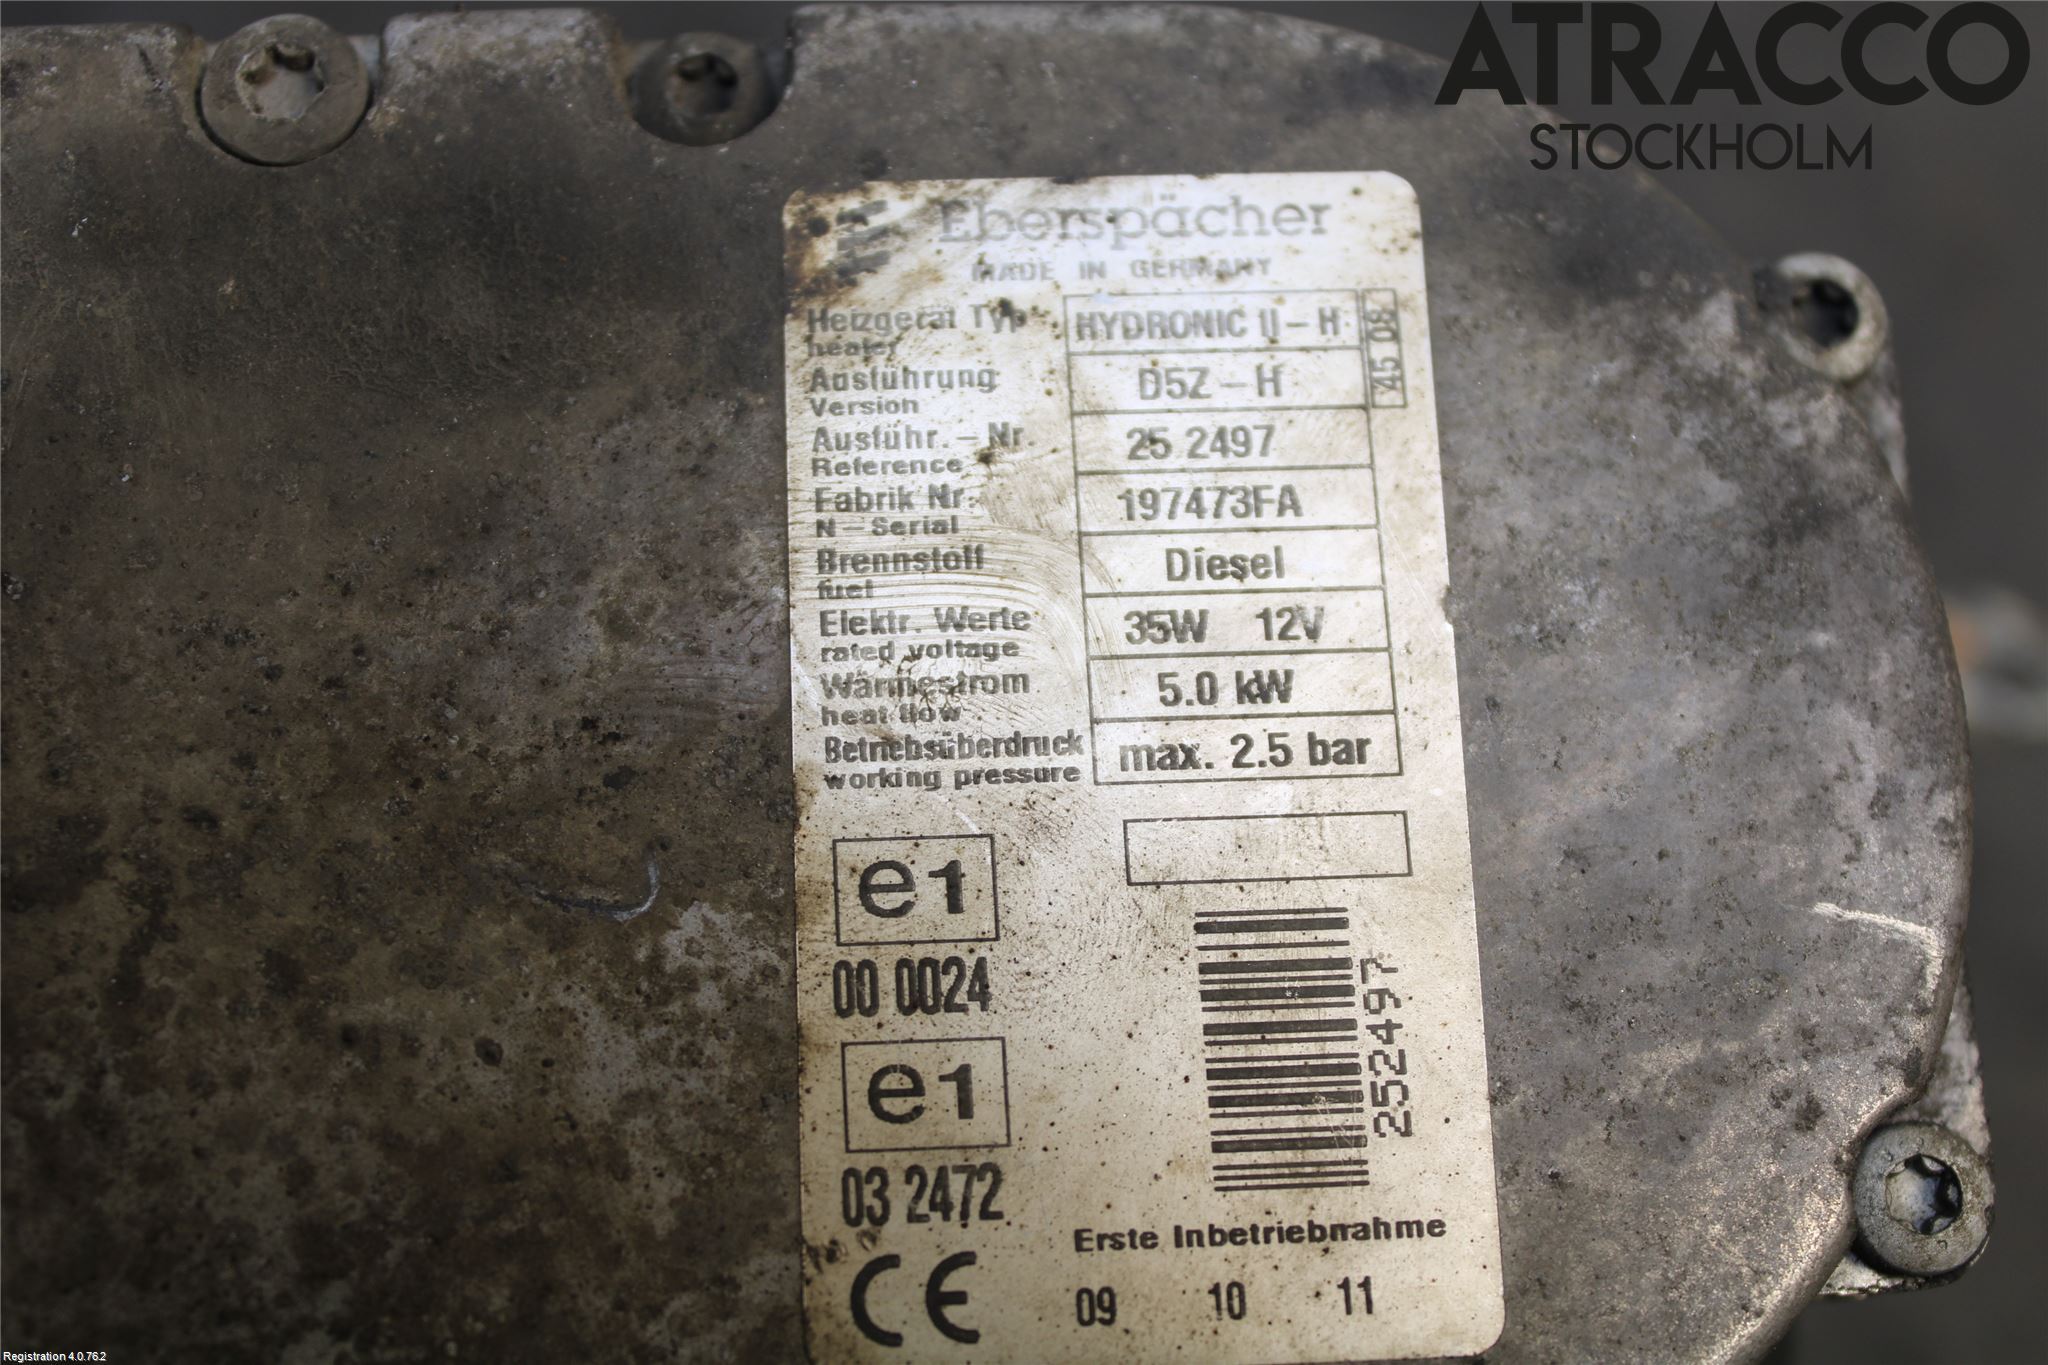 ATRACCO
STOCKHOLM
Eberspächer
MADE IN GERMANY
Heizgerät Typ HYDRONIC II - H
heater
45 08
Ausführung D5Z - H
Version
Ausführ. - Nr. 25 2497
Reference
Fabrik Nr. 197473FA
N - Serial
Brennstoff Diesel
fuel
Elektr. Werte 35W 12V
rated voltage
Wärmestrom 5.0 kW
heat flow
Betriebsüberdruck max. 2.5 bar
working pressure
e1
00 0024
e1
03 2472
252497
CE
Erste Inbetriebnahme
09 10 11
Registration 4.0.76.2